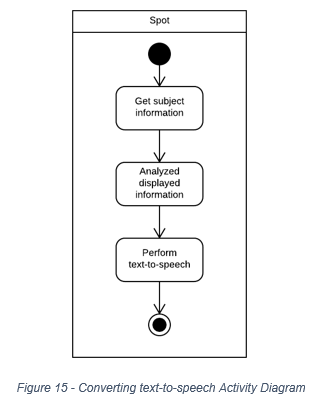 Spot
Get subject
information
Analyzed
displayed
information
Perform
text-to-speech
Figure 15 - Converting text-to-speech Activity Diagram